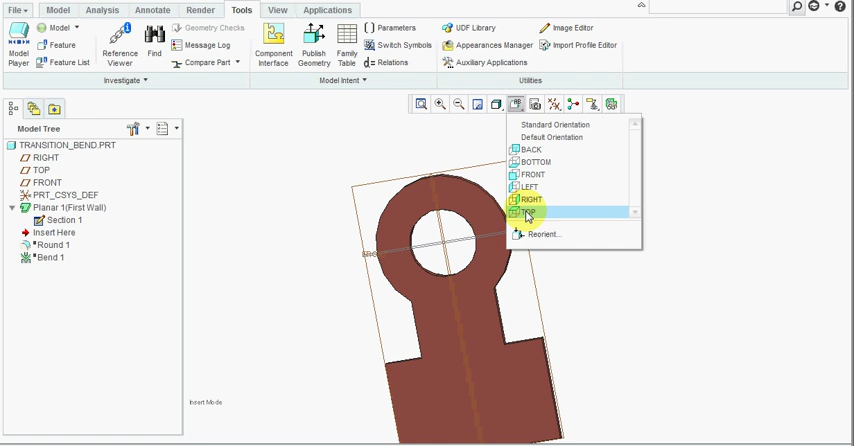 File Model Analysis Annotate Render Tools View Applications
Model Player
Model
Feature
Feature List
Reference Viewer
Find
Geometry Checks
Message Log
Compare Part
Investigate
Component Interface
Publish Geometry
Family Table
Parameters
Switch Symbols
Relations
Model Intent
UDF Library
Appearances Manager
Auxiliary Applications
Image Editor
Import Profile Editor
Utilities
Model Tree
TRANSITION_BEND.PRT
RIGHT
TOP
FRONT
PRT_CSYS_DEF
Planar 1(First Wall)
Section 1
Insert Here
Round 1
Bend 1
Standard Orientation
Default Orientation
BACK
BOTTOM
FRONT
LEFT
RIGHT
TOP
Reorient...
Insert Mode